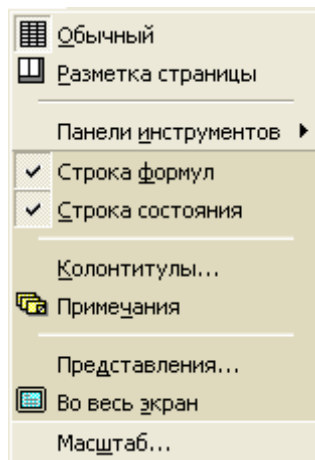 Обычный
Разметка страницы
Панели инструментов
Строка формул
Строка состояния
Колонтитулы...
Примечания
Представления...
Во весь экран
Масштаб...